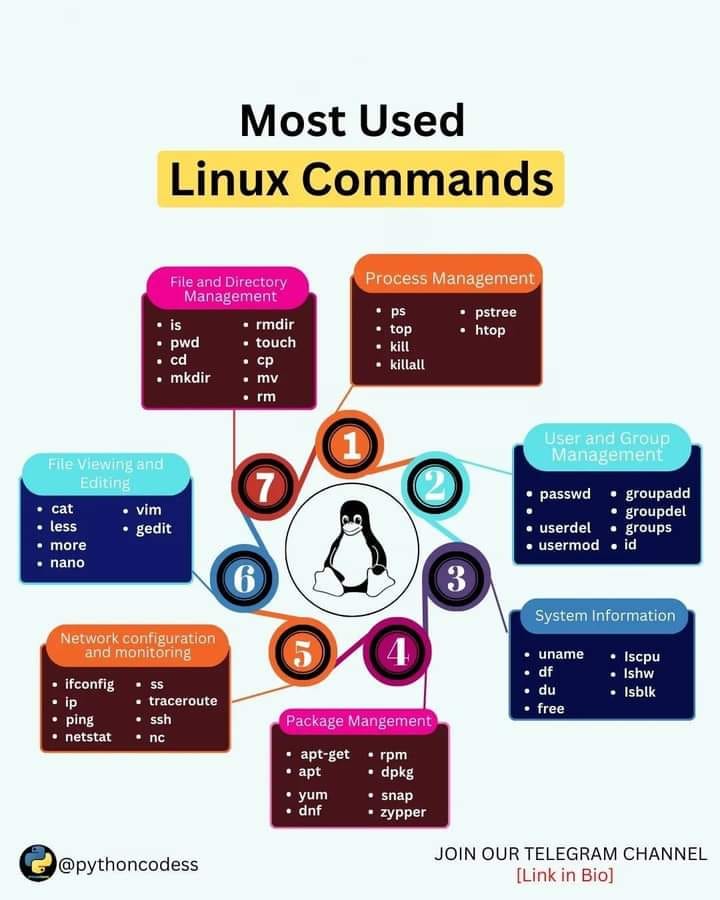 Most Used
Linux Commands
File and Directory
Management
• is
• pwd
• cd
• mkdir
• rmdir
• touch
• cp
• mv
• rm
Process Management
• ps
• top
• kill
• killall
• pstree
• htop
User and Group
Management
• passwd
•
• userdel
• usermod
• groupadd
• groupdel
• groups
• id
System Information
• uname
• df
• du
• free
• Iscpu
• Ishw
• Isblk
Package Mangement
• apt-get
• apt
• yum
• dnf
• rpm
• dpkg
• snap
• zypper
Network configuration
and monitoring
• ifconfig
• ip
• ping
• netstat
• ss
• traceroute
• ssh
• nc
File Viewing and
Editing
• cat
• less
• more
• nano
• vim
• gedit
1
2
3
4
5
6
7
@pythoncodess
JOIN OUR TELEGRAM CHANNEL
[Link in Bio]